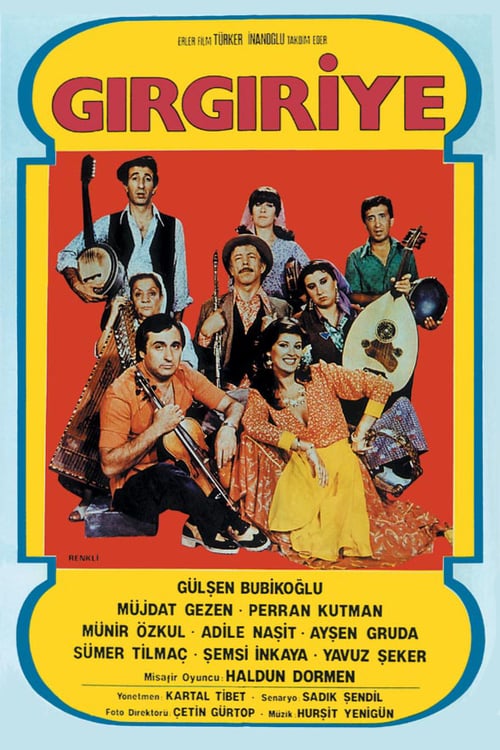 ERLER FİLM TÜRKER İNANOĞLU TAKDİM EDER
GIRGIRİYE
RENKLİ
GÜLŞEN BUBİKOĞLU
MÜJDAT GEZEN · PERRAN KUTMAN
MÜNİR ÖZKUL · ADİLE NAŞİT · AYŞEN GRUDA
SÜMER TİLMAÇ · ŞEMSİ İNKAYA · YAVUZ ŞEKER
Misafir Oyuncu: HALDUN DORMEN
Yönetmen: KARTAL TİBET · Senaryo: SADIK ŞENDİL
Foto Direktörü: ÇETİN GÜRTOP · Müzik: HURŞİT YENİGÜN